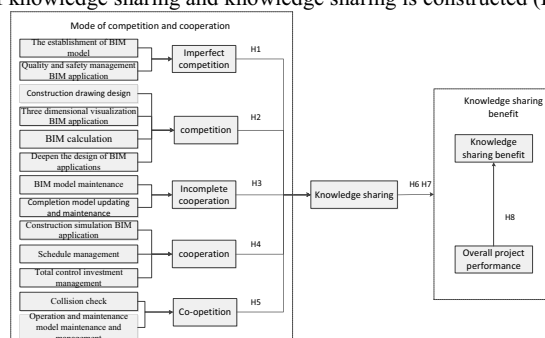 knowledge sharing and knowledge sharing is constructed (
Mode of competition and cooperation
The establishment of BIM
model
Quality and safety management
BIM application
Imperfect
competition
H1
Construction drawing design
Three dimensional visualization
BIM application
BIM calculation
Deepen the design of BIM
applications
competition
H2
BIM model maintenance
Completion model updating and maintenance
Incomplete
cooperation
H3
Construction simulation BIM
application
Schedule management
Total control investment
management
cooperation
H4
Collision check
Operation and maintenance
model maintenance and
management
Co-opetition
H5
Knowledge sharing
H6 H7
Knowledge sharing
benefit
Knowledge
sharing benefit
H8
Overall project
performance